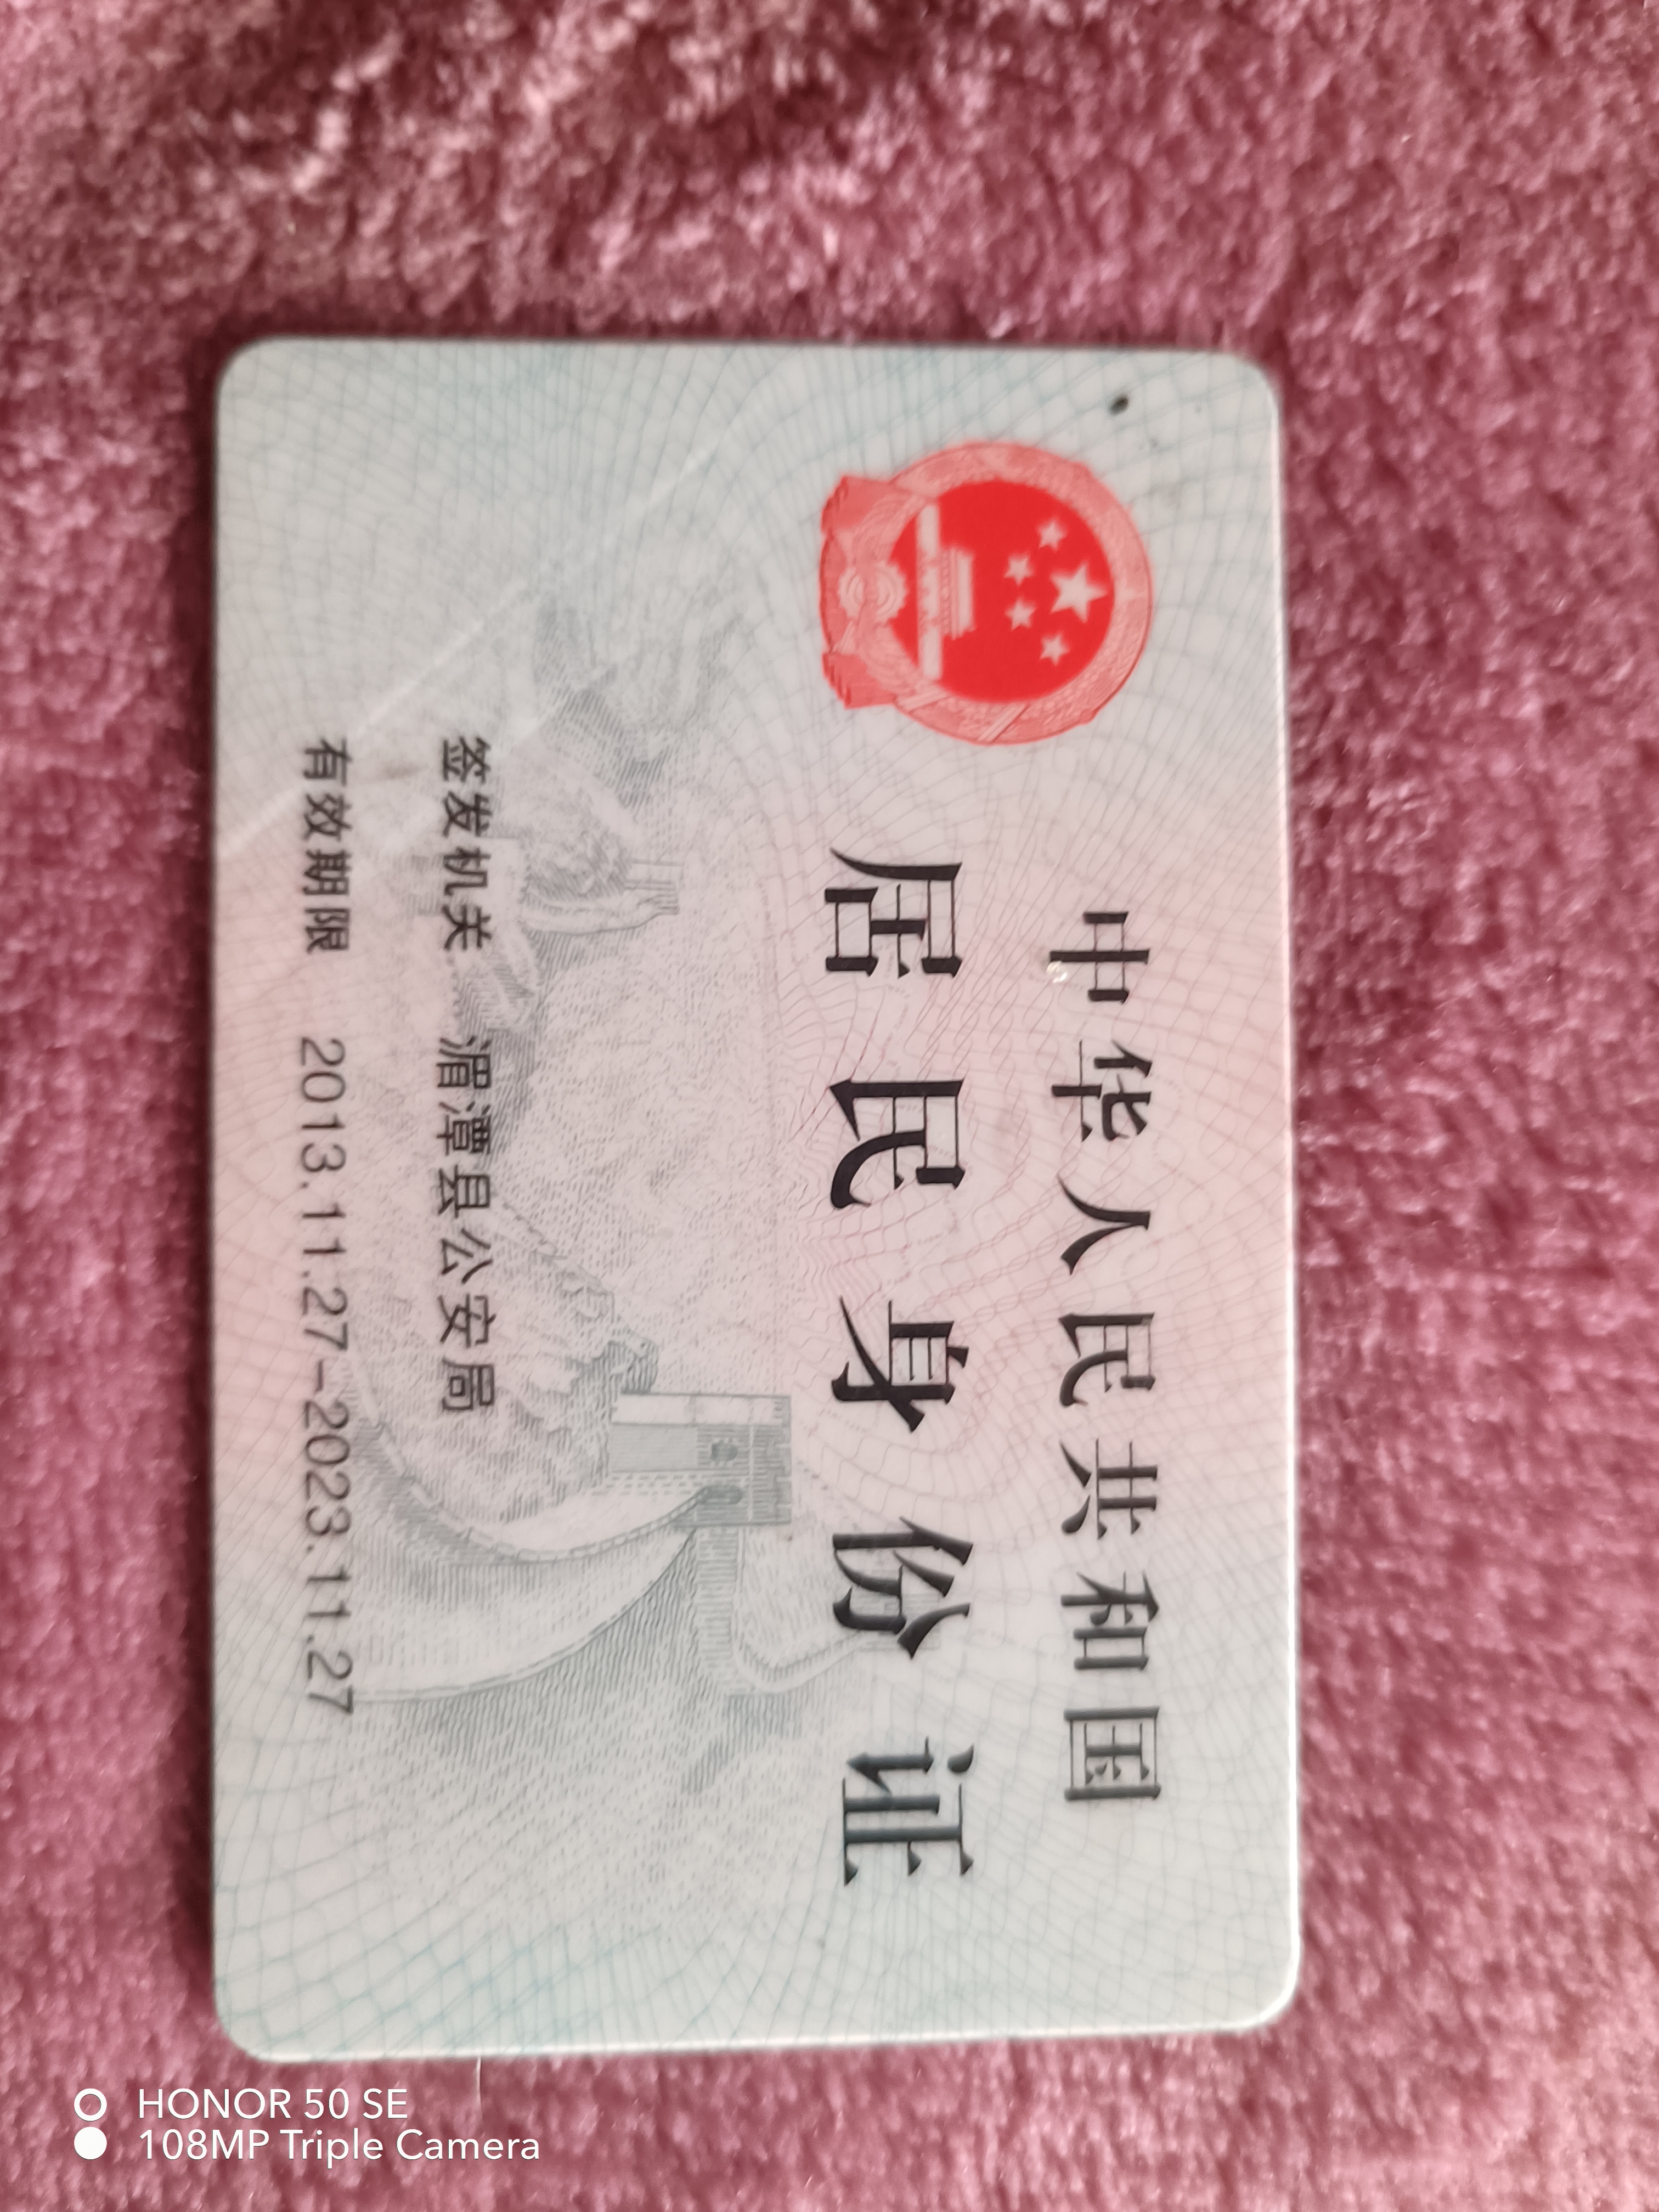 中华人民共和国
居民身份证
签发机关 湄潭县公安局
有效期限 2013.11.27-2023.11.27
HONOR 50 SE
108MP Triple Camera